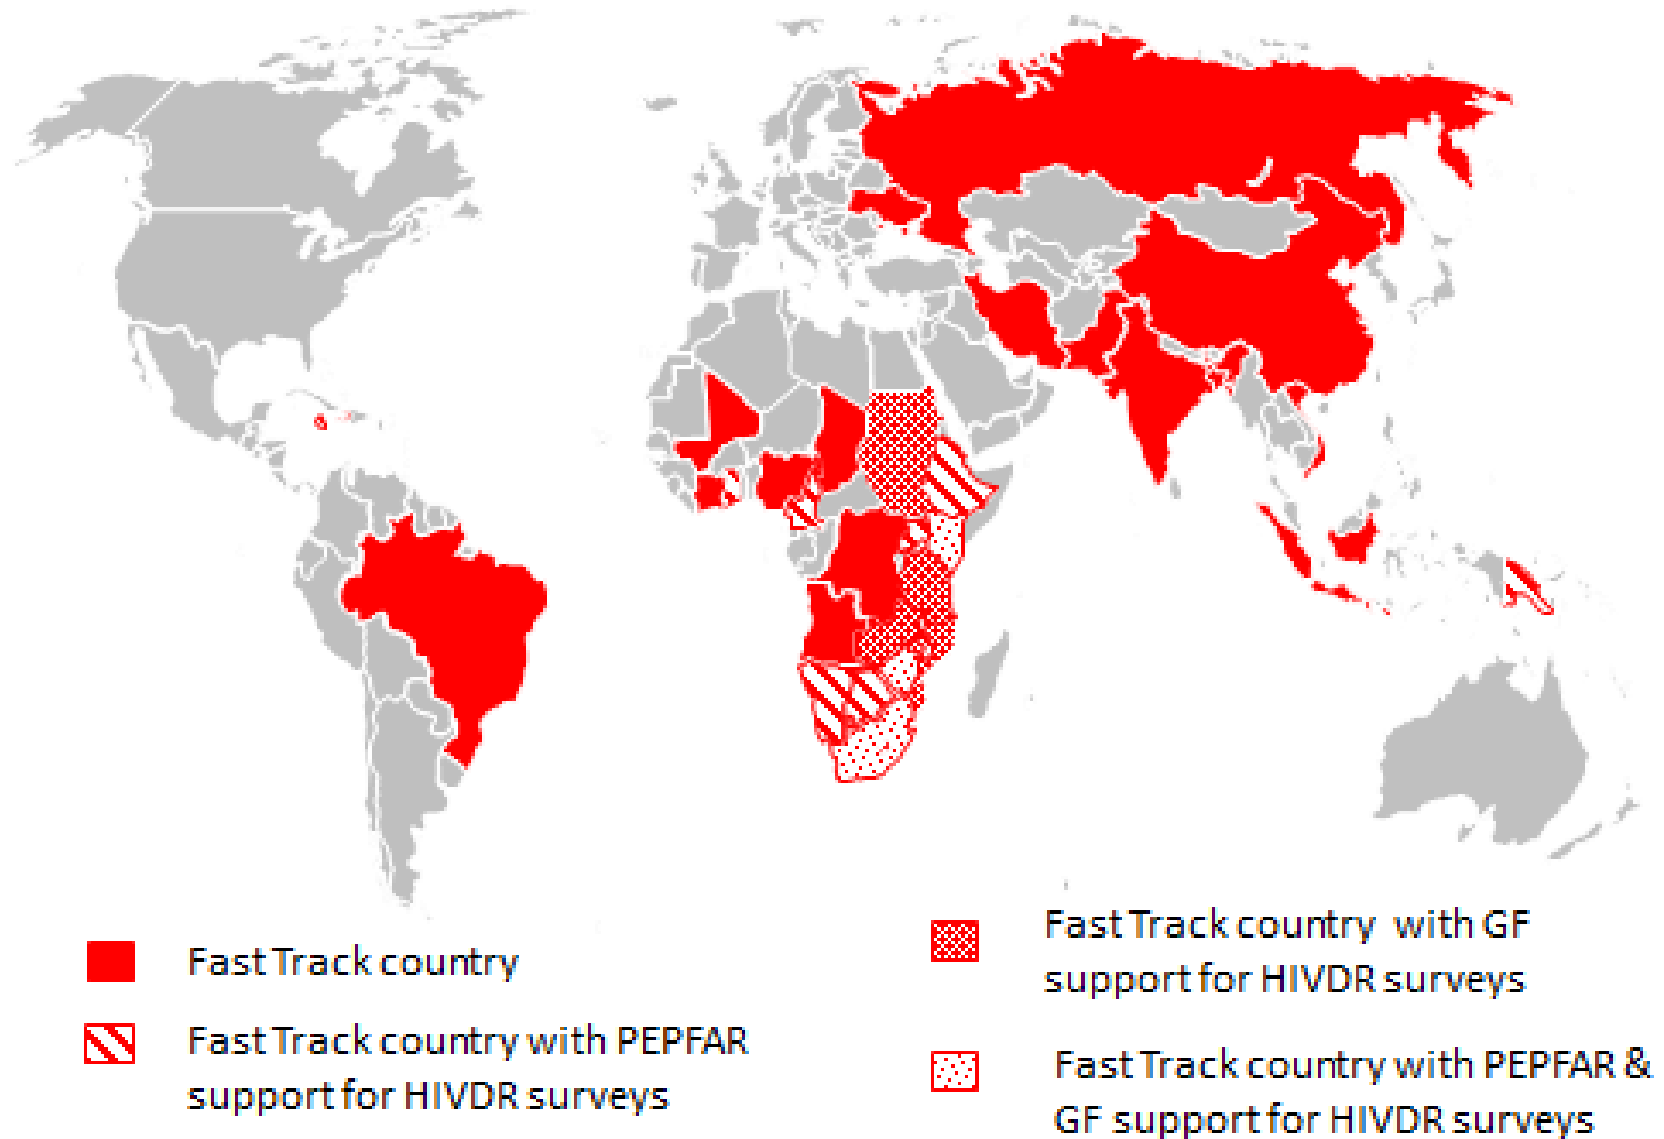 Fast Track country
Fast Track country with PEPFAR
support for HIVDR surveys
Fast Track country with GF
support for HIVDR surveys
Fast Track country with PEPFAR &
GF support for HIVDR surveys